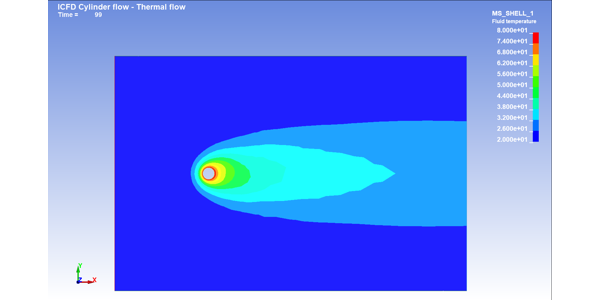 ICFD Cylinder flow - Thermal flow
Time = 99
MS_SHELL_1
Fluid temperature
8.000e+01
7.400e+01
6.800e+01
6.200e+01
5.600e+01
5.000e+01
4.400e+01
3.800e+01
3.200e+01
2.600e+01
2.000e+01
Y
Z
X